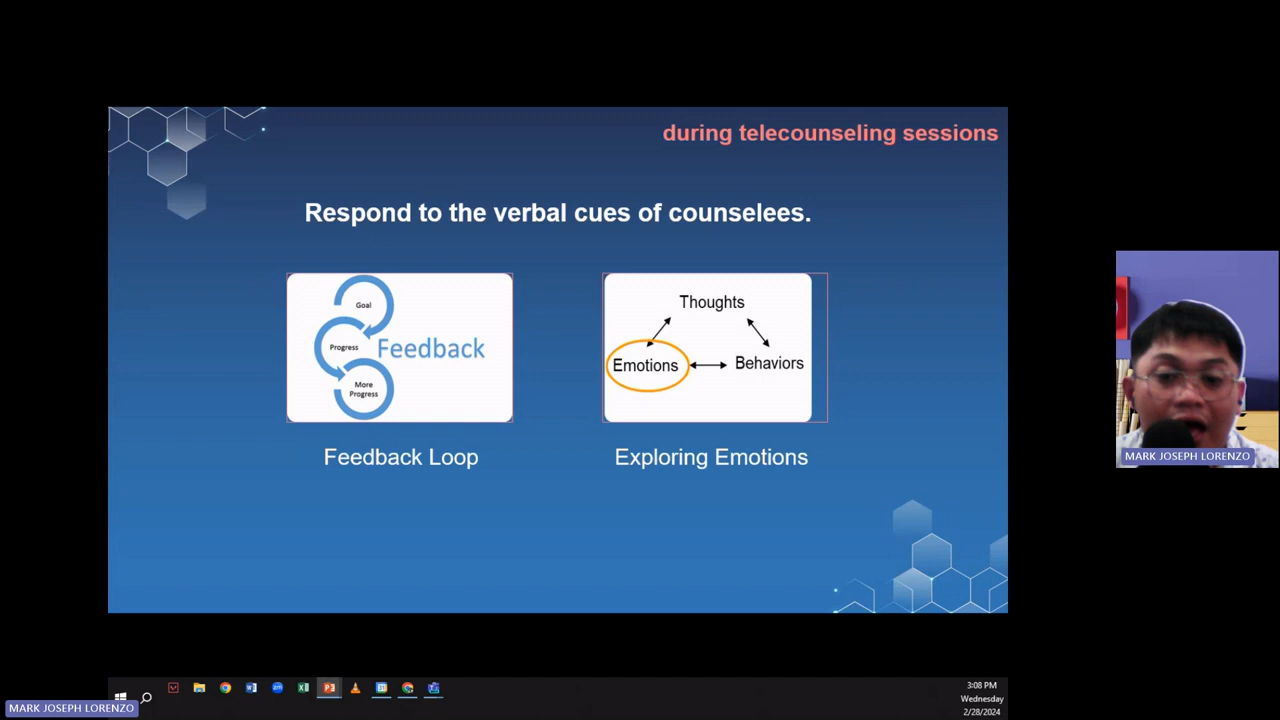 during telecounseling sessions
Respond to the verbal cues of counselees.
Goal
Progress
Feedback
More
Progress
Thoughts
Emotions
Behaviors
Feedback Loop
Exploring Emotions
MARK JOSEPH LORENZO
3:08 PM
Wednesday
2/28/2024
MARK JOSEPH LORENZO